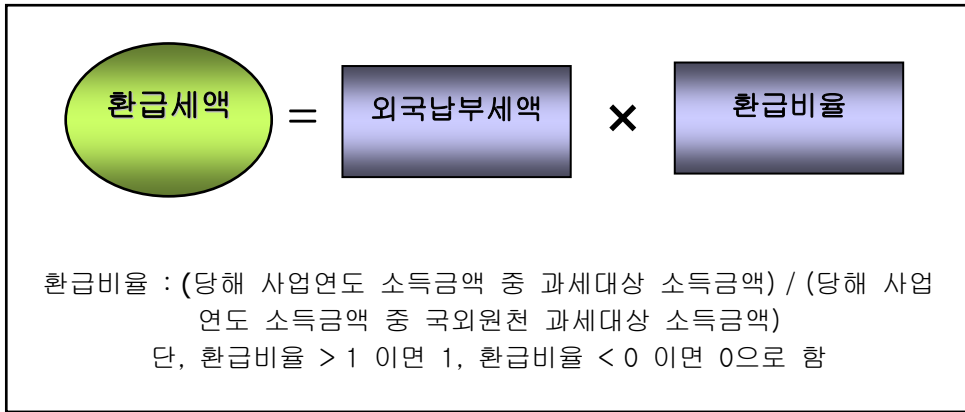 환급세액 = 외국납부세액 × 환급비율
환급비율 : (당해 사업연도 소득금액 중 과세대상 소득금액) / (당해 사업
연도 소득금액 중 국외원천 과세대상 소득금액)
단, 환급비율 > 1 이면 1, 환급비율 < 0 이면 0으로 함